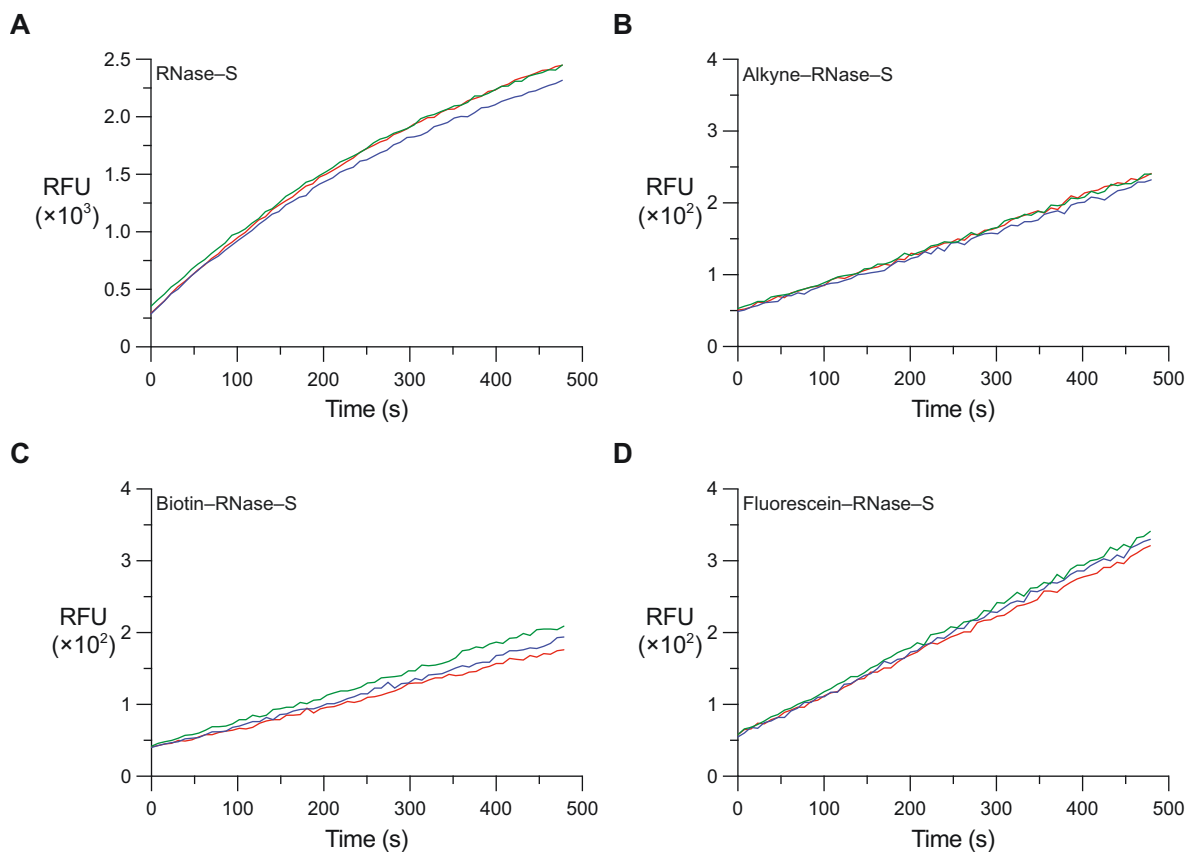 A
RNase–S
RFU
(×10³)
2.5
2.0
1.5
1.0
0.5
0
0 100 200 300 400 500
Time (s)
B
Alkyne–RNase–S
RFU
(×10²)
4
3
2
1
0
0 100 200 300 400 500
Time (s)
C
Biotin–RNase–S
RFU
(×10²)
4
3
2
1
0
0 100 200 300 400 500
Time (s)
D
Fluorescein–RNase–S
RFU
(×10²)
4
3
2
1
0
0 100 200 300 400 500
Time (s)